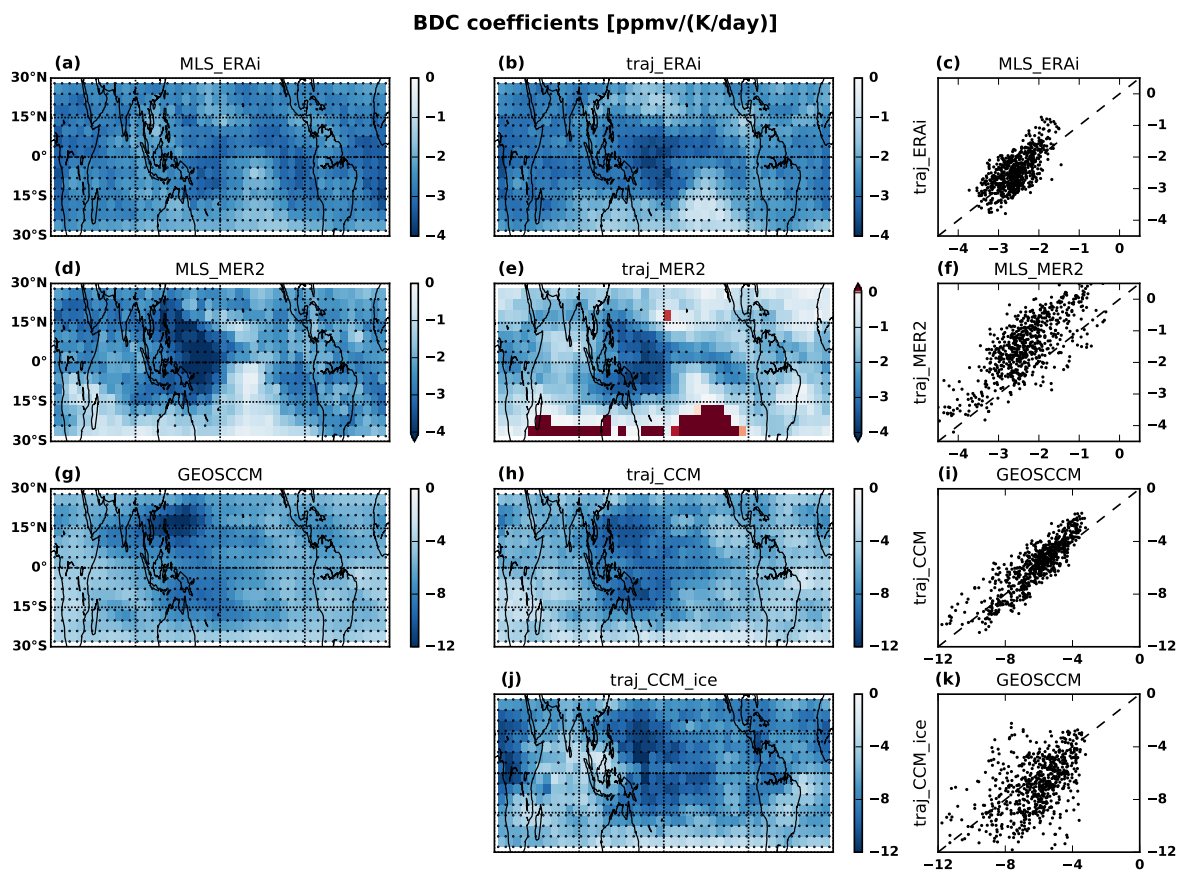 BDC coefficients [ppmv/(K/day)]
(a) MLS_ERAi
(b) traj_ERAi
(c) MLS_ERAi
30°N
15°N
0°
15°S
30°S
0
−1
−2
−3
−4
0
−1
−2
−3
−4
traj_ERAi
0
−1
−2
−3
−4
−4 −3 −2 −1 0
(d) MLS_MER2
(e) traj_MER2
(f) MLS_MER2
30°N
15°N
0°
15°S
30°S
0
−1
−2
−3
−4
0
−1
−2
−3
−4
traj_MER2
0
−1
−2
−3
−4
−4 −3 −2 −1 0
(g) GEOSCCM
(h) traj_CCM
(i) GEOSCCM
30°N
15°N
0°
15°S
30°S
0
−4
−8
−12
0
−4
−8
−12
traj_CCM
0
−4
−8
−12
−12 −8 −4 0
(j) traj_CCM_ice
(k) GEOSCCM
0
−4
−8
−12
traj_CCM_ice
0
−4
−8
−12
−12 −8 −4 0